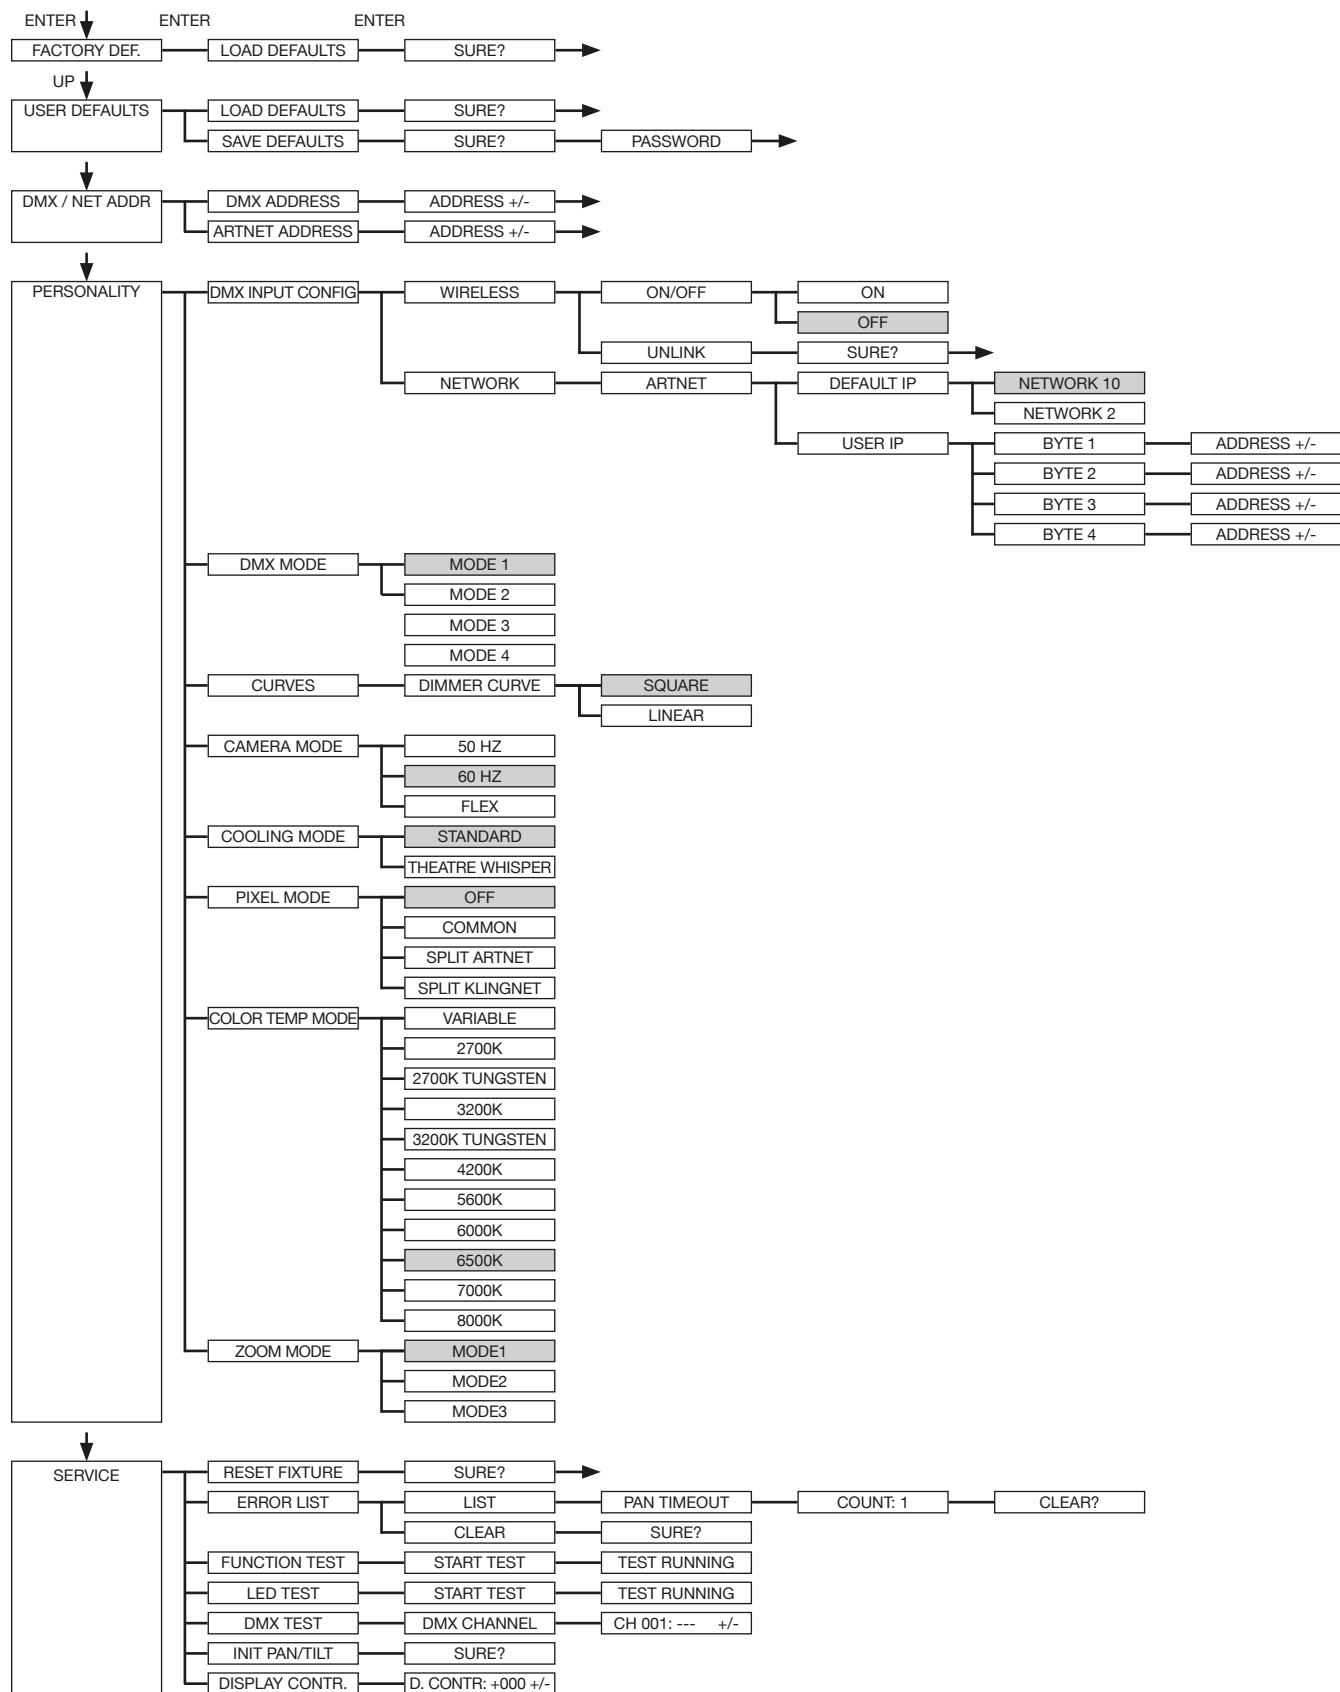 ENTER ENTER ENTER
FACTORY DEF. LOAD DEFAULTS SURE?
UP
USER DEFAULTS LOAD DEFAULTS SURE?
SAVE DEFAULTS SURE? PASSWORD
DMX / NET ADDR DMX ADDRESS ADDRESS +/-
ARTNET ADDRESS ADDRESS +/-
PERSONALITY DMX INPUT CONFIG WIRELESS ON/OFF ON
OFF
UNLINK SURE?
NETWORK ARTNET DEFAULT IP NETWORK 10
NETWORK 2
USER IP BYTE 1 ADDRESS +/-
BYTE 2 ADDRESS +/-
BYTE 3 ADDRESS +/-
BYTE 4 ADDRESS +/-
DMX MODE MODE 1
MODE 2
MODE 3
MODE 4
CURVES DIMMER CURVE SQUARE
LINEAR
CAMERA MODE 50 HZ
60 HZ
FLEX
COOLING MODE STANDARD
THEATRE WHISPER
PIXEL MODE OFF
COMMON
SPLIT ARTNET
SPLIT KLINGNET
COLOR TEMP MODE VARIABLE
2700K
2700K TUNGSTEN
3200K
3200K TUNGSTEN
4200K
5600K
6000K
6500K
7000K
8000K
ZOOM MODE MODE1
MODE2
MODE3
SERVICE RESET FIXTURE SURE?
ERROR LIST LIST PAN TIMEOUT COUNT: 1 CLEAR?
CLEAR SURE?
FUNCTION TEST START TEST TEST RUNNING
LED TEST START TEST TEST RUNNING
DMX TEST DMX CHANNEL CH 001: --- +/-
INIT PAN/TILT SURE?
DISPLAY CONTR. D. CONTR: +000 +/-